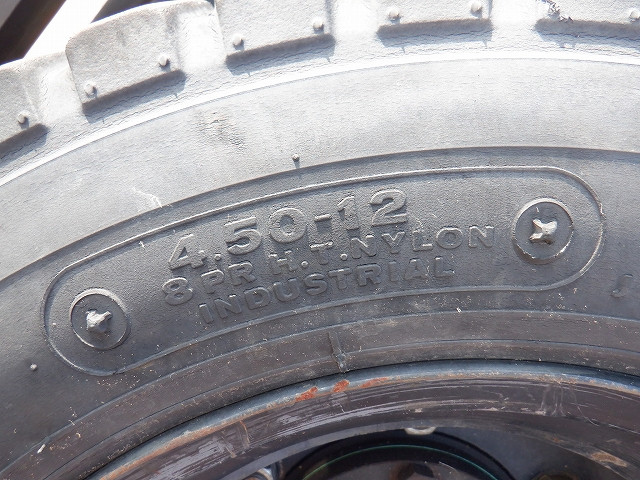 4.50-12
8 PR H.T.NYLON
INDUSTRIAL